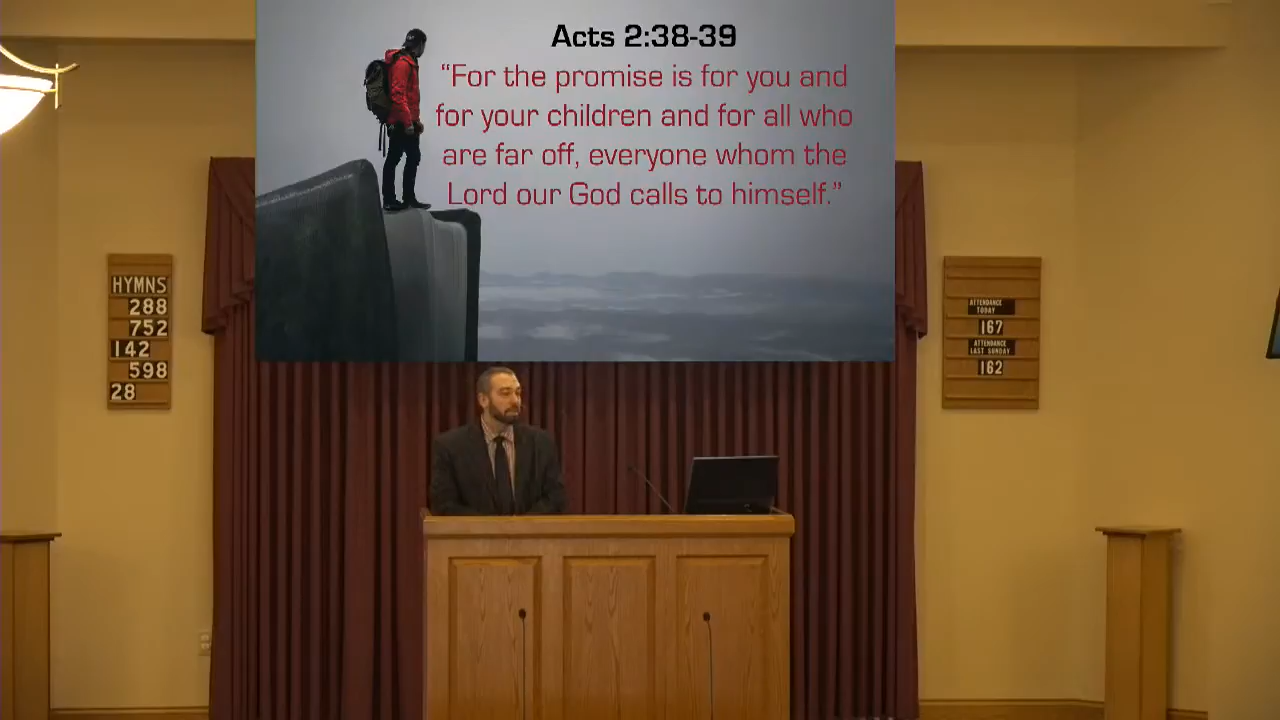 Acts 2:38-39
“For the promise is for you and
for your children and for all who
are far off, everyone whom the
Lord our God calls to himself.”
HYMNS
288
752
142
598
28
ATTENDANCE
TODAY
167
ATTENDANCE
LAST SUNDAY
162